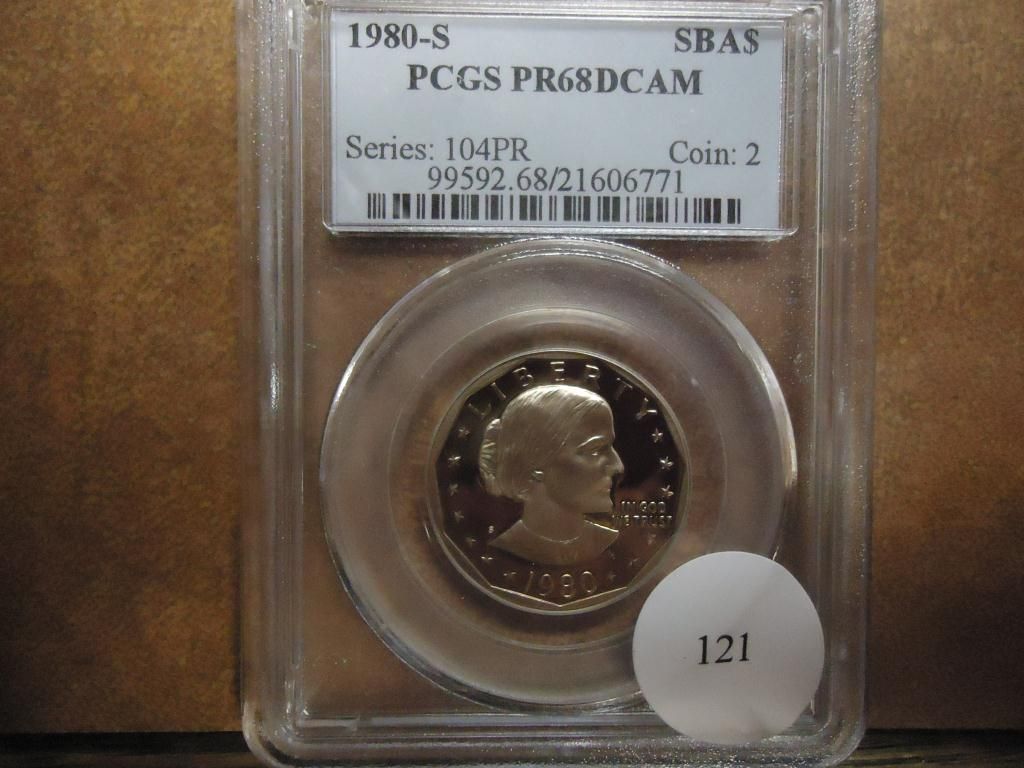 1980-S SBA$
PCGS PR68DCAM
Series: 104PR Coin: 2
99592.68/21606771
LIBERTY
IN GOD
WE TRUST
S
1980
121